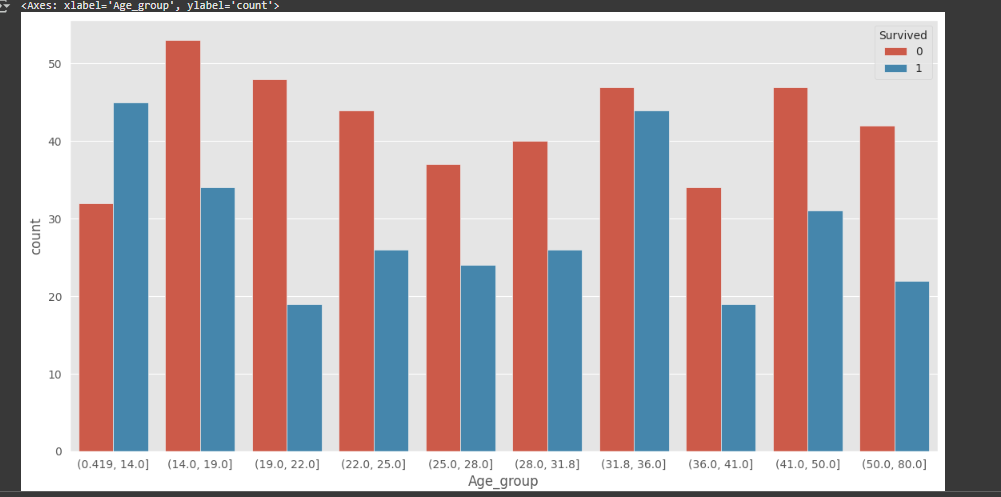 <Axes: xlabel='Age_group', ylabel='count'>
Survived
0
1
50
40
30
20
10
0
count
(0.419, 14.0] (14.0, 19.0] (19.0, 22.0] (22.0, 25.0] (25.0, 28.0] (28.0, 31.8] (31.8, 36.0] (36.0, 41.0] (41.0, 50.0] (50.0, 80.0]
Age_group